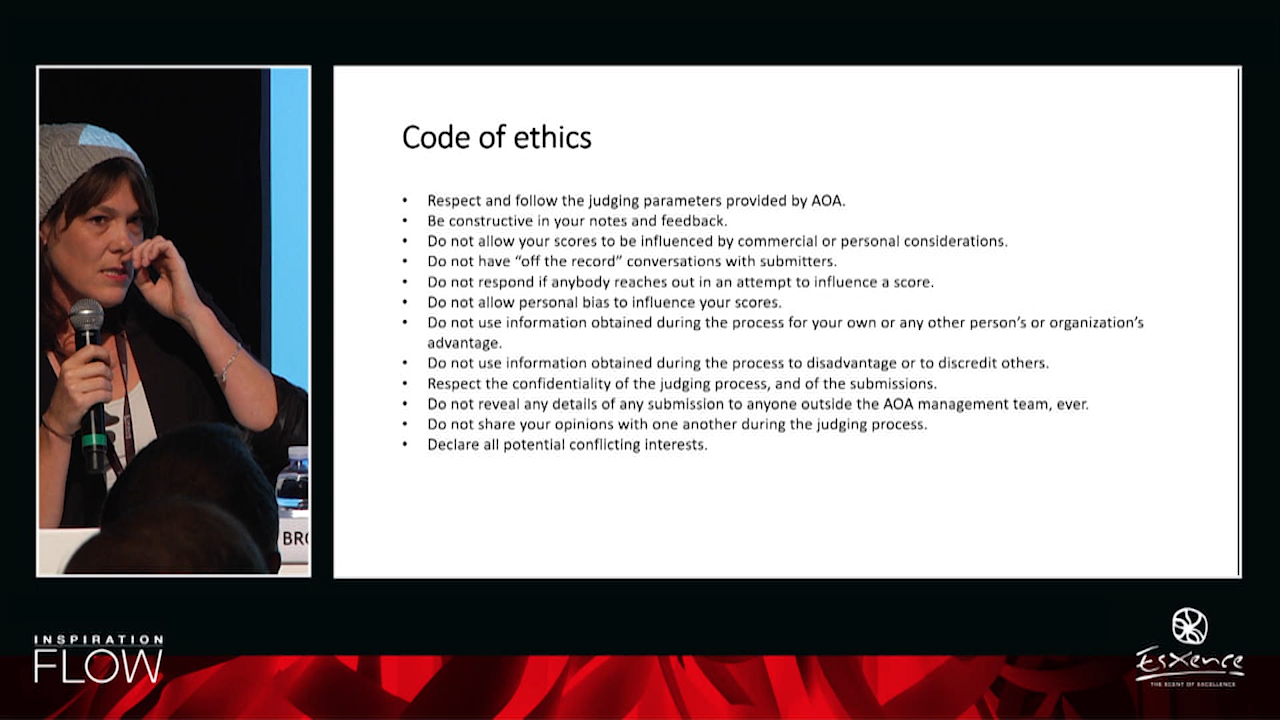 Code of ethics
• Respect and follow the judging parameters provided by AOA.
• Be constructive in your notes and feedback.
• Do not allow your scores to be influenced by commercial or personal considerations.
• Do not have “off the record” conversations with submitters.
• Do not respond if anybody reaches out in an attempt to influence a score.
• Do not allow personal bias to influence your scores.
• Do not use information obtained during the process for your own or any other person’s or organization’s
advantage.
• Do not use information obtained during the process to disadvantage or to discredit others.
• Respect the confidentiality of the judging process, and of the submissions.
• Do not reveal any details of any submission to anyone outside the AOA management team, ever.
• Do not share your opinions with one another during the judging process.
• Declare all potential conflicting interests.
BRO
INSPIRATION
FLOW
Esxence
THE SCENT OF EXCELLENCE